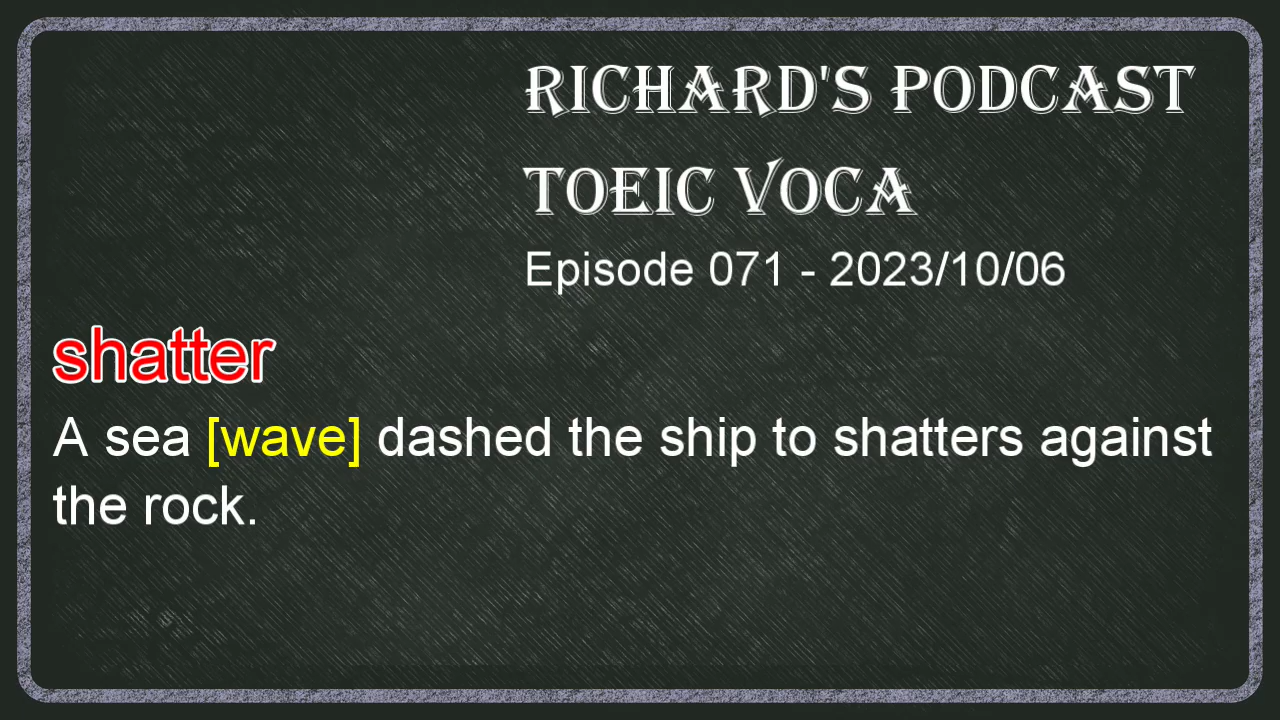 RICHARD'S PODCAST
TOEIC VOCA
Episode 071 - 2023/10/06
shatter
A sea [wave] dashed the ship to shatters against
the rock.